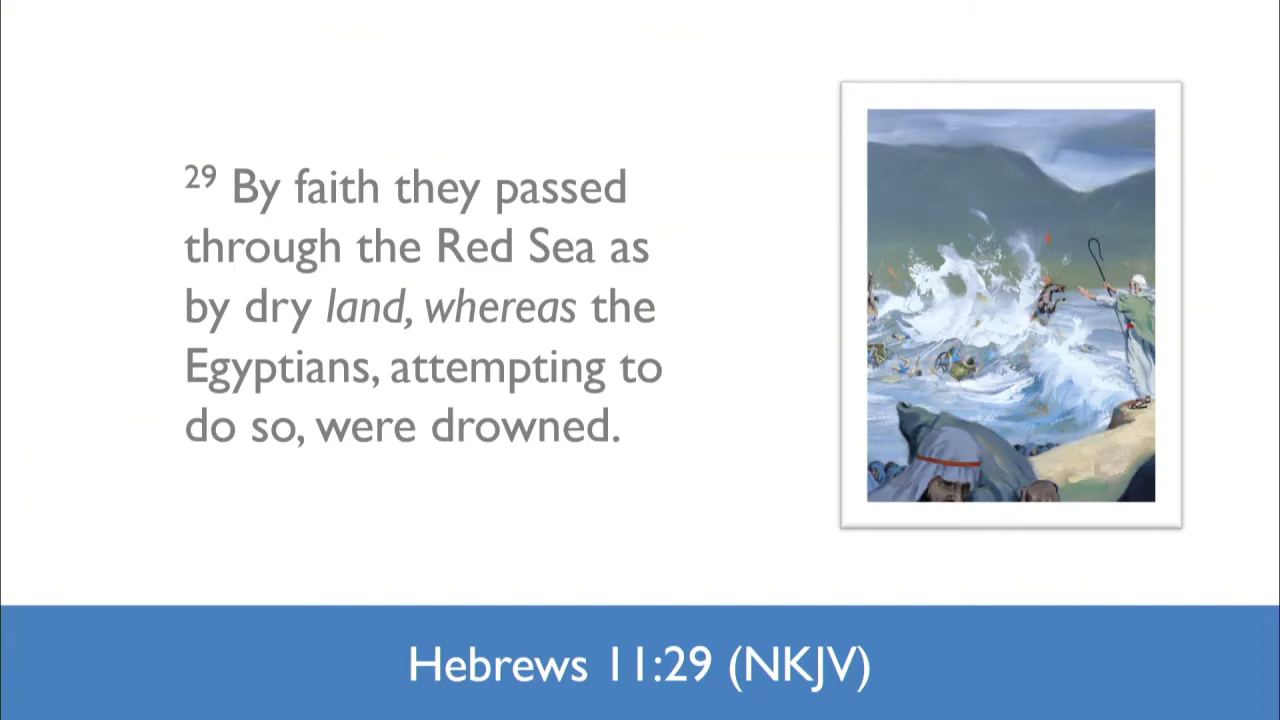 29 By faith they passed
through the Red Sea as
by dry land, whereas the
Egyptians, attempting to
do so, were drowned.
Hebrews 11:29 (NKJV)